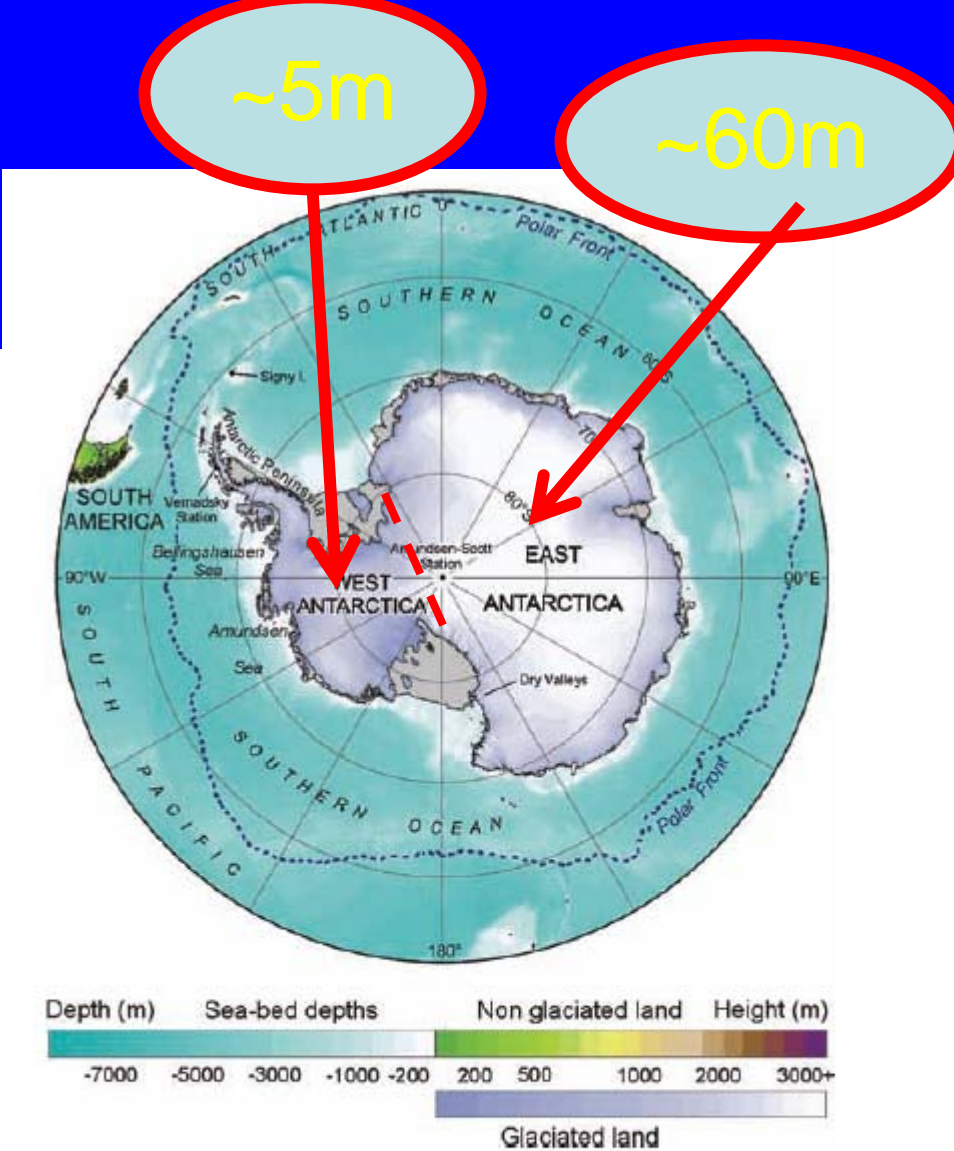 ~5m
~60m
SOUTH ATLANTIC
0°
Polar Front
SOUTHERN OCEAN
60°S
Signy I.
70°
Antarctic Peninsula
80°S
SOUTH
AMERICA
Vernadsky
Station
Bellingshausen
Sea
Amundsen-Scott
Station
EAST
90°W
WEST
ANTARCTICA
90°E
ANTARCTICA
Amundsen
Sea
Dry Valleys
SOUTH PACIFIC
SOUTHERN OCEAN
Polar Front
180°
Depth (m) Sea-bed depths Non glaciated land Height (m)
-7000 -5000 -3000 -1000 -200 200 500 1000 2000 3000+
Glaciated land